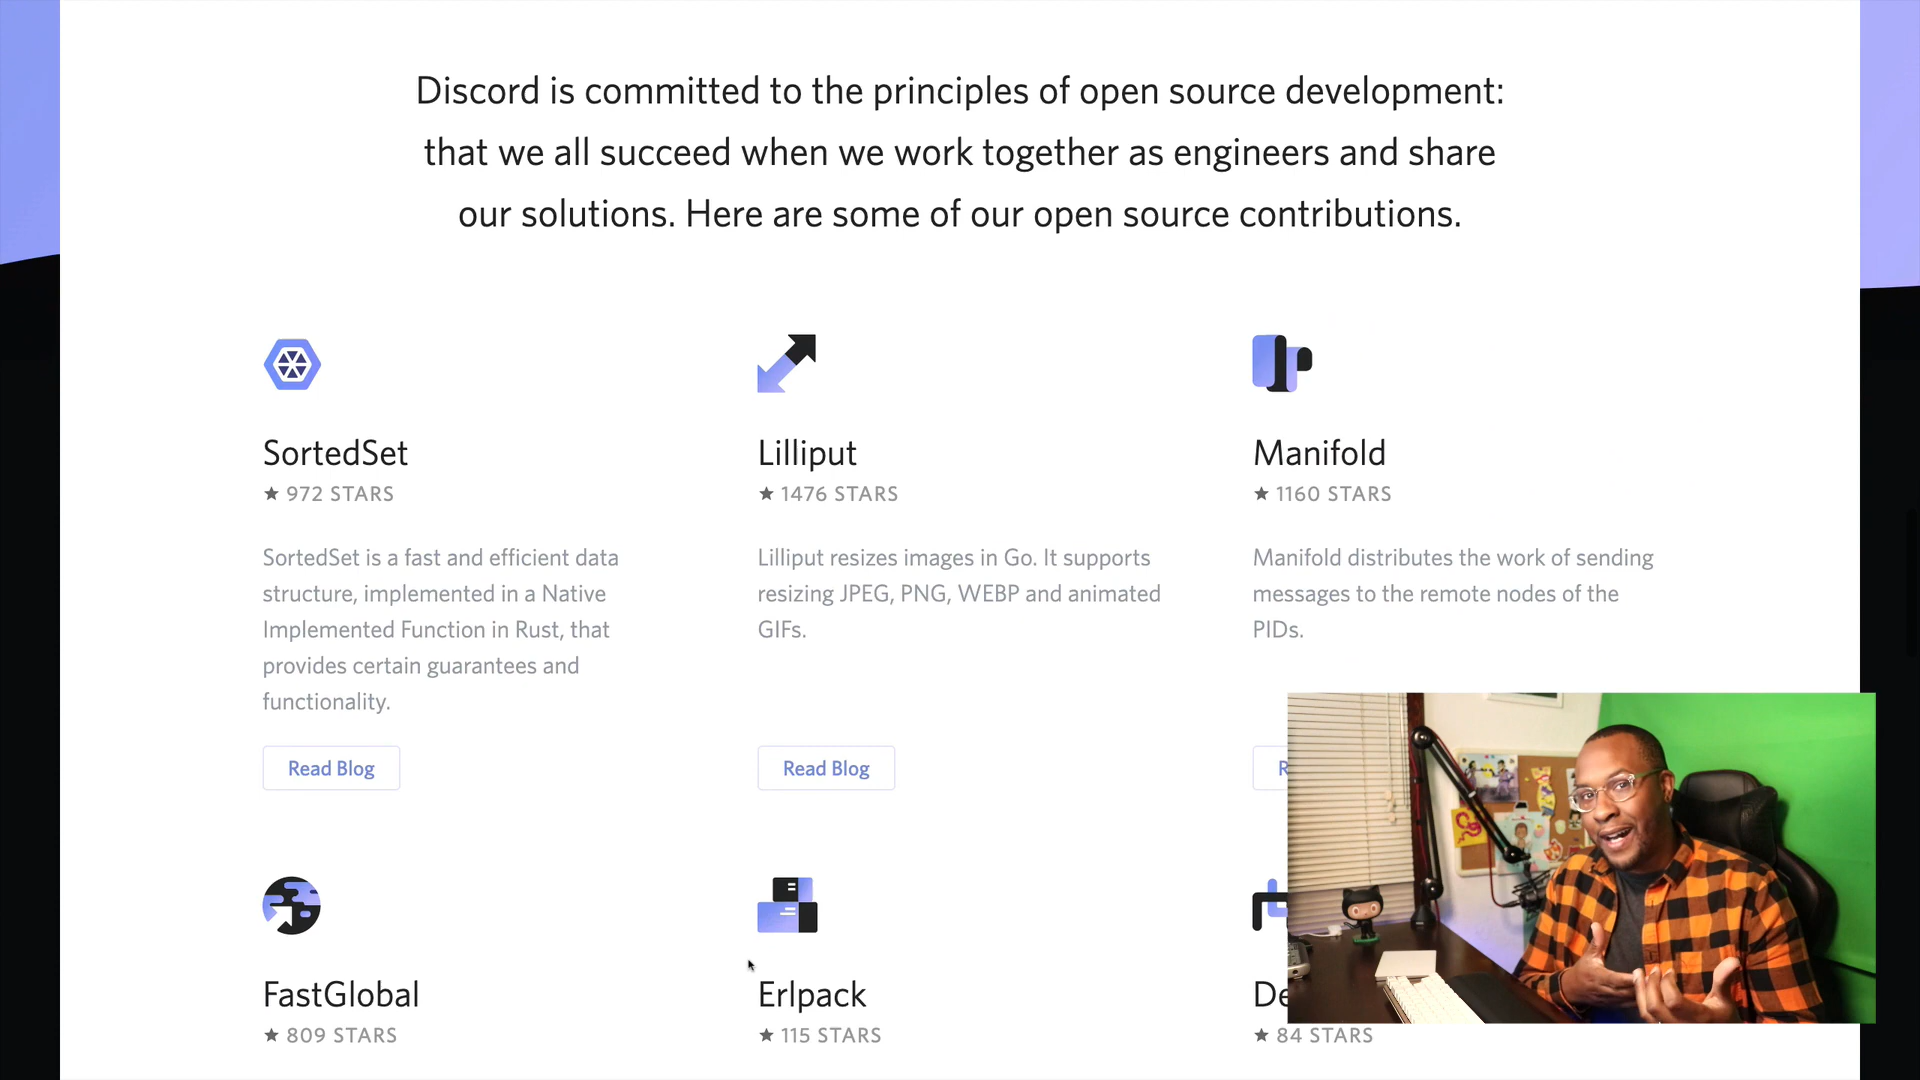 Discord is committed to the principles of open source development:
that we all succeed when we work together as engineers and share
our solutions. Here are some of our open source contributions.
SortedSet
★ 972 STARS
SortedSet is a fast and efficient data
structure, implemented in a Native
Implemented Function in Rust, that
provides certain guarantees and
functionality.
Read Blog
Lilliput
★ 1476 STARS
Lilliput resizes images in Go. It supports
resizing JPEG, PNG, WEBP and animated
GIFs.
Read Blog
Manifold
★ 1160 STARS
Manifold distributes the work of sending
messages to the remote nodes of the
PIDs.
FastGlobal
★ 809 STARS
Erlpack
★ 115 STARS
★ 84 STARS